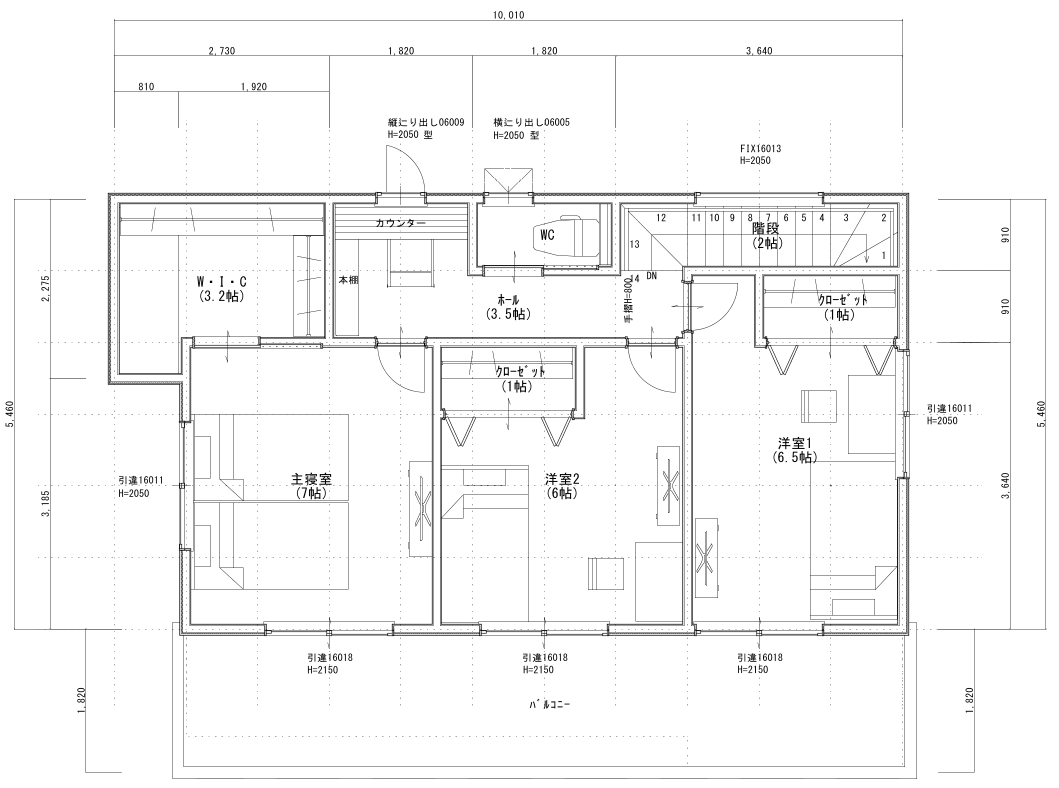 10,010
2,730
1,820
1,820
3,640
810
1,920
縦辷り出し06009
H=2050 型
横辷り出し06005
H=2050 型
FIX16013
H=2050
カウンター
WC
12
11
10
9
8
7
6
5
4
3
2
1
階段
(2帖)
13
14
DN
手摺H=800
910
910
2,275
W・I・C
(3.2帖)
本棚
ホール
(3.5帖)
クローゼット
(1帖)
クローゼット
(1帖)
5,460
5,460
引違16011
H=2050
洋室1
(6.5帖)
主寝室
(7帖)
洋室2
(6帖)
引違16011
H=2050
3,185
3,640
引違16018
H=2150
引違16018
H=2150
引違16018
H=2150
1,820
バルコニー
1,820